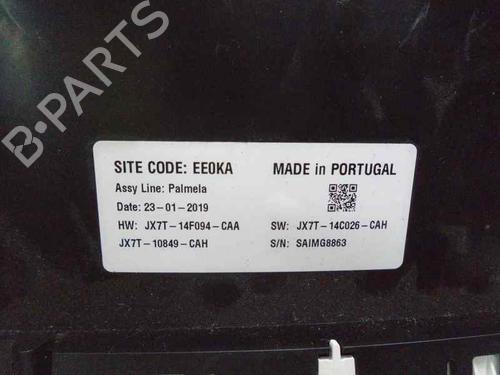 B-PARTS
SITE CODE: EE0KA MADE in PORTUGAL
Assy Line: Palmela
Date: 23-01-2019
HW: JX7T-14F094-CAA SW: JX7T-14C026-CAH
JX7T-10849-CAH S/N: SAIMG8863